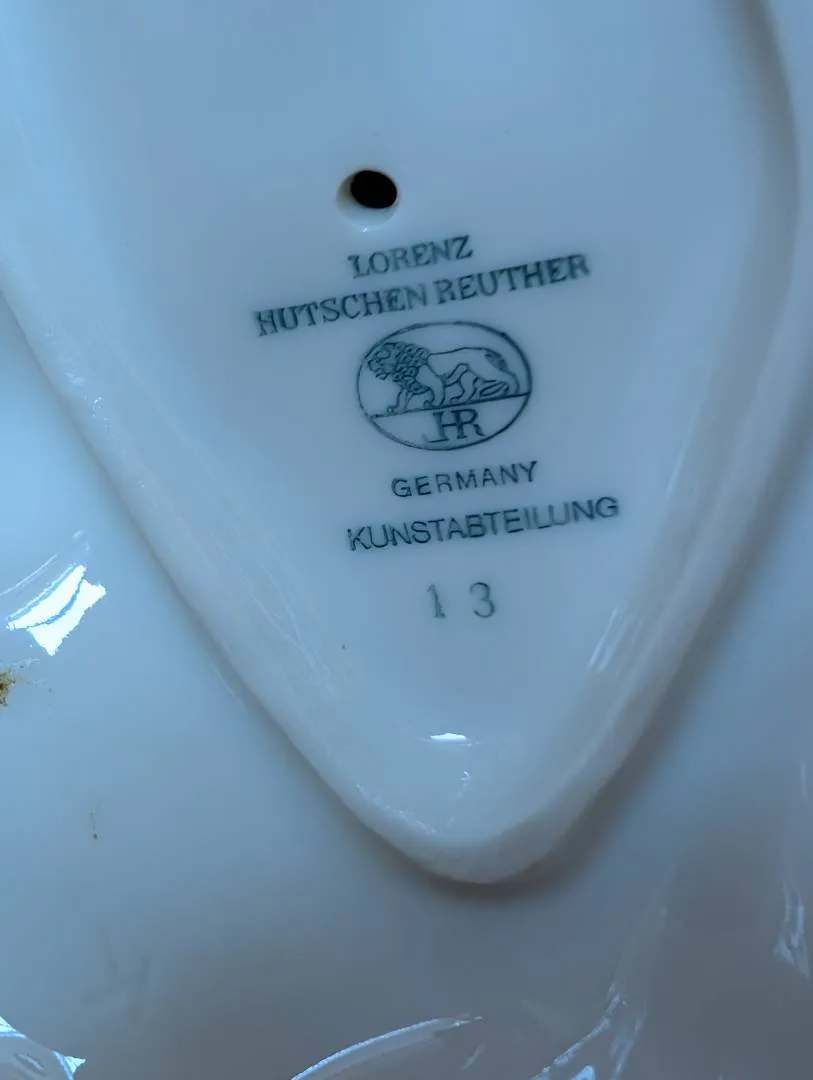 LORENZ
HUTSCHEN REUTHER
HR
GERMANY
KUNSTABTEILUNG
13